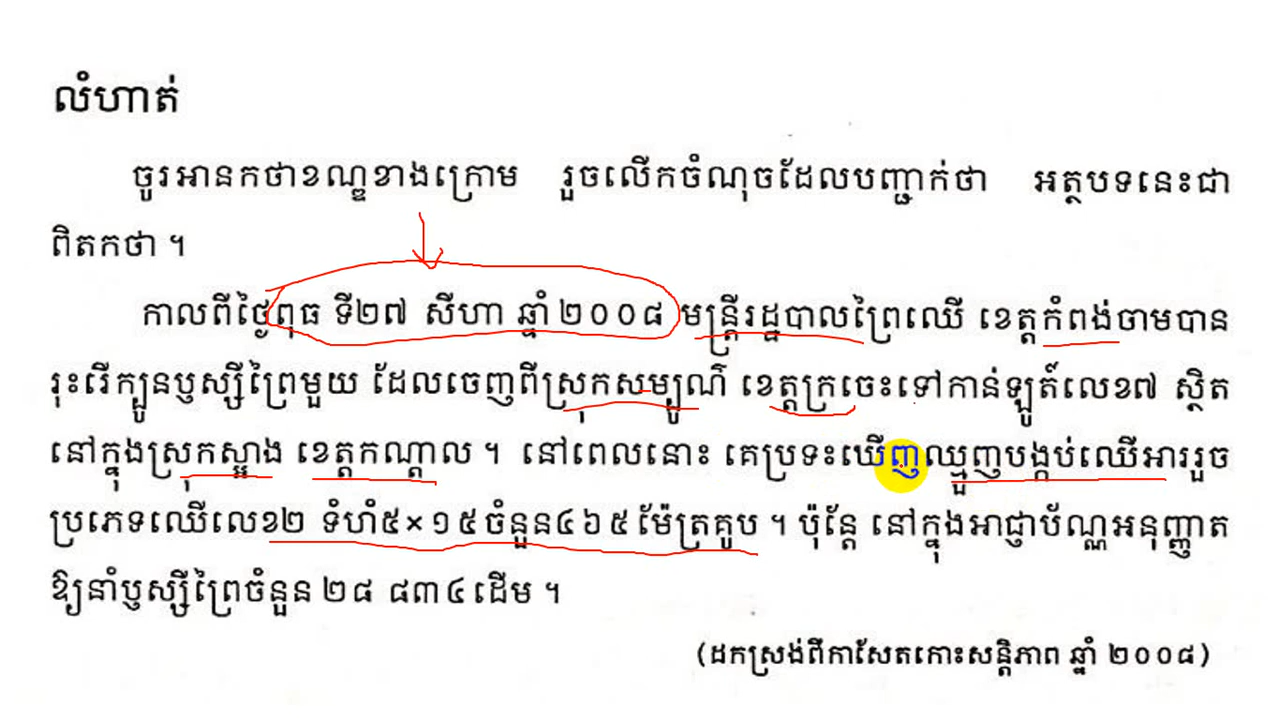 លំហាត់
ចូរអានកថាខណ្ឌខាងក្រោម រួចលើកចំណុចដែលបញ្ជាក់ថា អត្ថបទនេះជា
ពិតកថា ។
កាលពីថ្ងៃពុធ ទី២៧ សីហា ឆ្នាំ ២០០៨ មន្ត្រីរដ្ឋបាលព្រៃឈើ ខេត្តកំពង់ចាមបាន
រុះរើក្បូនឫស្សីព្រៃមួយ ដែលចេញពីស្រុកសម្បូណ៌ ខេត្តក្រចេះទៅកាន់ឡូត៍លេខ៧ ស្ថិត
នៅក្នុងស្រុកស្អាង ខេត្តកណ្តាល ។ នៅពេលនោះ គេប្រទះឃើញឈ្មួញបង្កប់ឈើអាររួច
ប្រភេទឈើលេខ២ ទំហំ៥×១៥ចំនួន៤៦៥ម៉ែត្រគូប ។ ប៉ុន្តែ នៅក្នុងអាជ្ញាប័ណ្ណអនុញ្ញាត
ឱ្យនាំឫស្សីព្រៃចំនួន ២៨ ៨៣៤ ដើម ។
(ដកស្រង់ពីកាសែតកោះសន្តិភាព ឆ្នាំ ២០០៨)